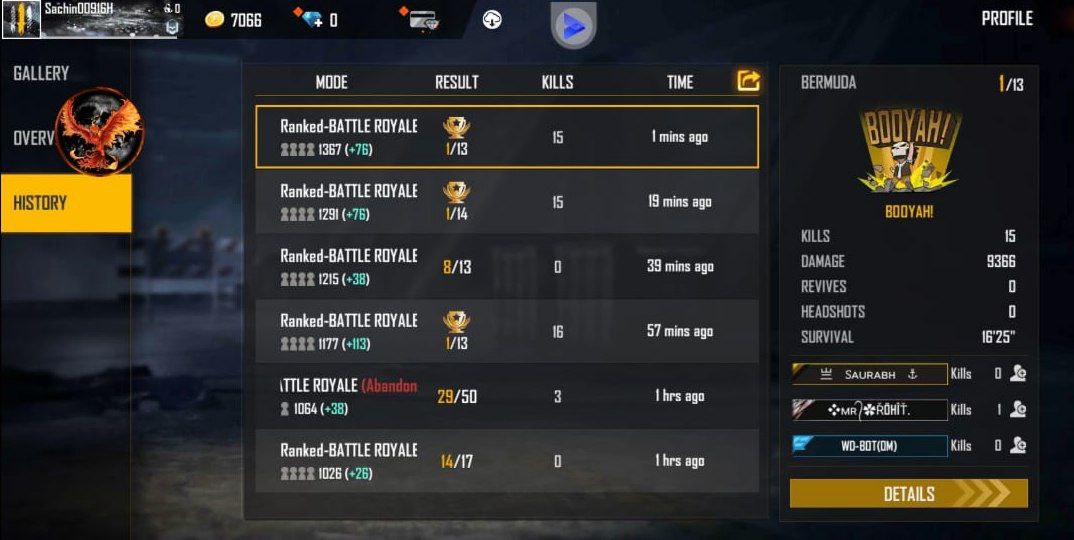 Sachin00916H
7066
0
PROFILE
GALLERY
OVERV
HISTORY
MODE RESULT KILLS TIME
Ranked-BATTLE ROYALE
1367 (+76)
1/13
15
1 mins ago
Ranked-BATTLE ROYALE
1291 (+76)
1/14
15
19 mins ago
Ranked-BATTLE ROYALE
1215 (+38)
8/13
0
39 mins ago
Ranked-BATTLE ROYALE
1177 (+113)
1/13
16
57 mins ago
ATTLE ROYALE (Abandon
1064 (+38)
29/50
3
1 hrs ago
Ranked-BATTLE ROYALE
1026 (+26)
14/17
0
1 hrs ago
BERMUDA 1/13
BOOYAH!
BOOYAH!
KILLS 15
DAMAGE 9366
REVIVES 0
HEADSHOTS 0
SURVIVAL 16'25"
SAURABH Kills 0
MR ŘÖHÎT. Kills 1
WD-BOT(OM) Kills 0
DETAILS